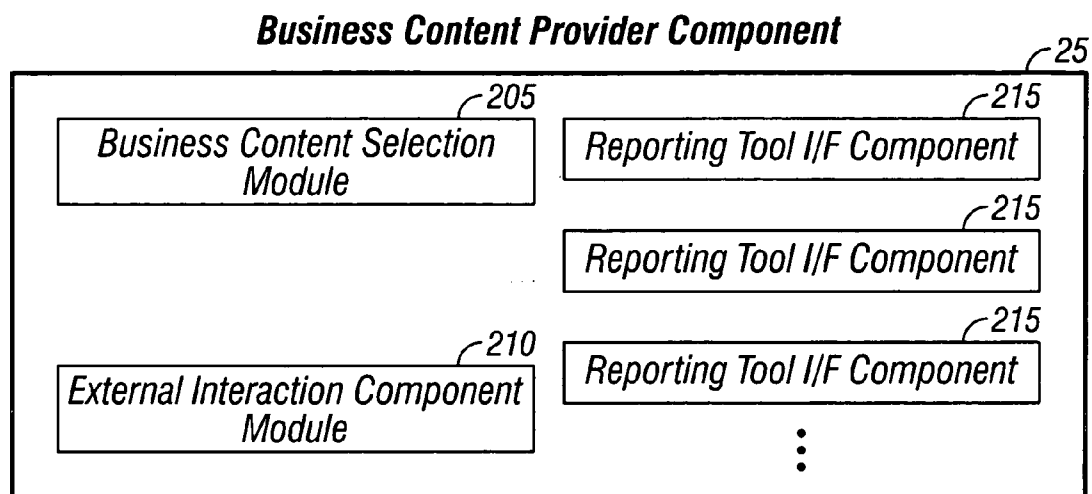 Business Content Provider Component
25
205
Business Content Selection
Module
215
Reporting Tool I/F Component
215
Reporting Tool I/F Component
210
External Interaction Component
Module
215
Reporting Tool I/F Component